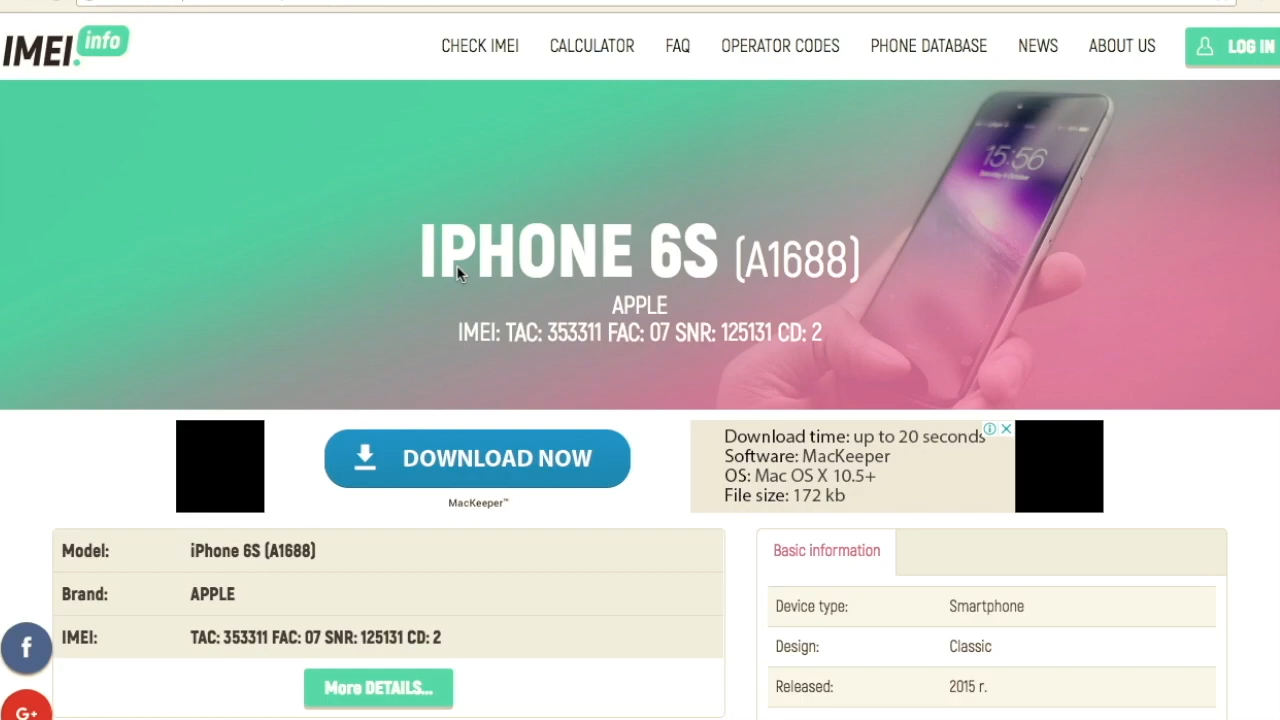 IMEI.info
CHECK IMEI
CALCULATOR
FAQ
OPERATOR CODES
PHONE DATABASE
NEWS
ABOUT US
LOG IN
15:56
IPHONE 6S (A1688)
APPLE
IMEI: TAC: 353311 FAC: 07 SNR: 125131 CD: 2
DOWNLOAD NOW
MacKeeper™
Download time: up to 20 seconds
Software: MacKeeper
OS: Mac OS X 10.5+
File size: 172 kb
Model: iPhone 6S (A1688)
Brand: APPLE
IMEI: TAC: 353311 FAC: 07 SNR: 125131 CD: 2
More DETAILS...
Basic information
Device type: Smartphone
Design: Classic
Released: 2015 r.
f
G+